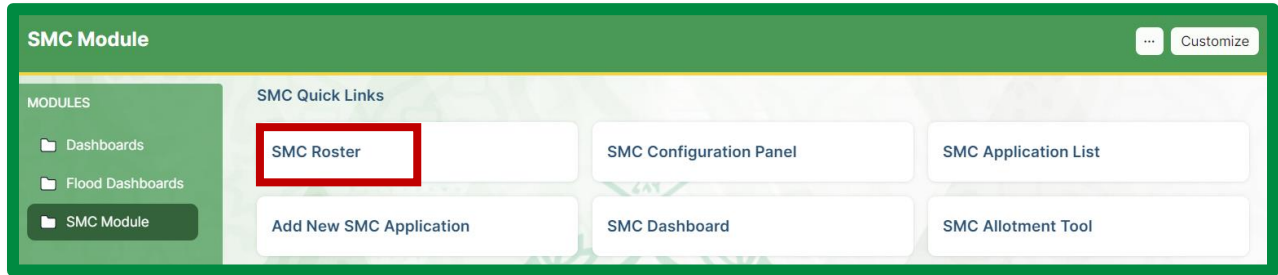 SMC Module
... Customize
MODULES
Dashboards
Flood Dashboards
SMC Module
SMC Quick Links
SMC Roster
SMC Configuration Panel
SMC Application List
Add New SMC Application
SMC Dashboard
SMC Allotment Tool